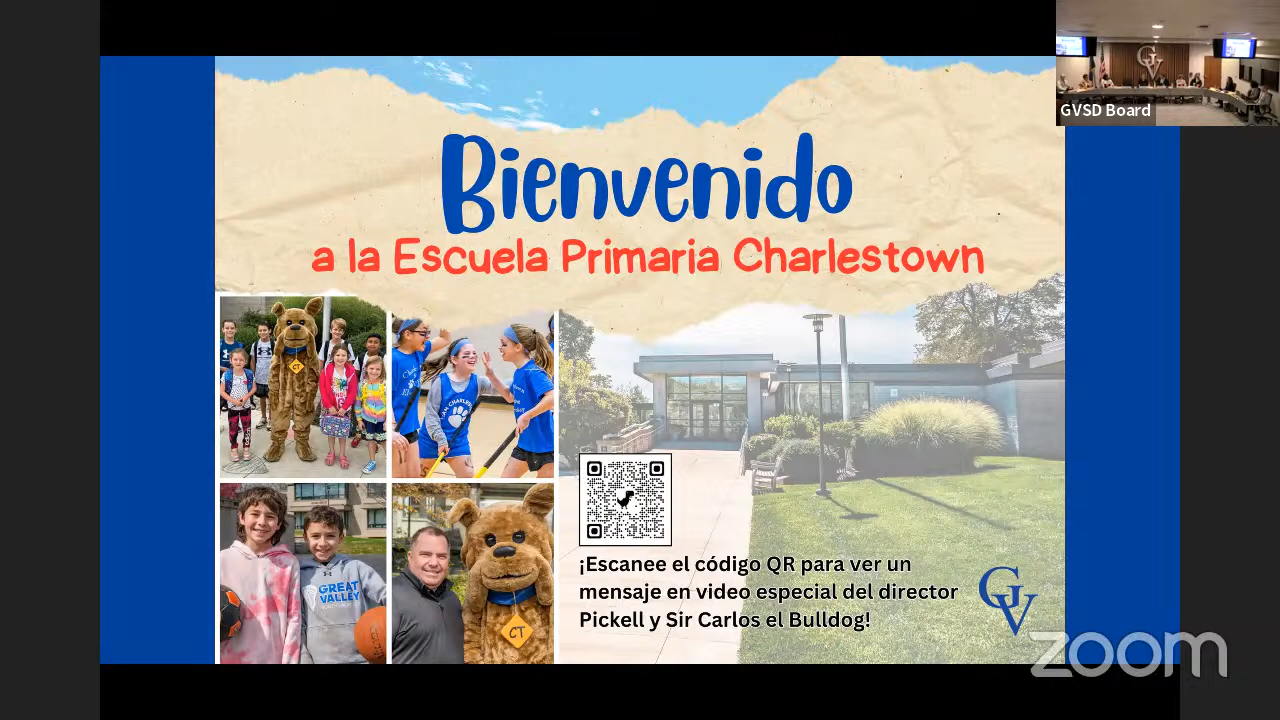 GVSD Board
GV
Bienvenido
a la Escuela Primaria Charlestown
CT
GREAT
VALLEY
CT
¡Escanee el código QR para ver un
mensaje en video especial del director
Pickell y Sir Carlos el Bulldog!
GV
zoom